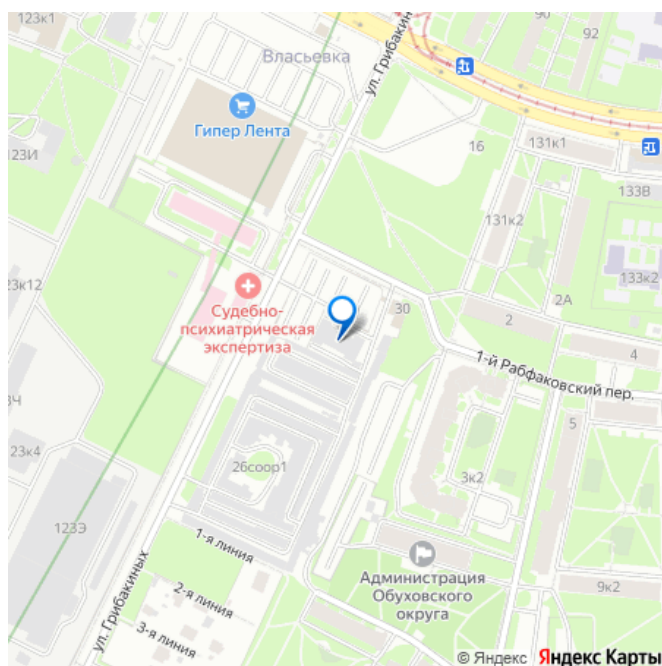 123к1
Власьевка
ул. Грибакиных
90
92
Гипер Лента
123И
16
131к1
133В
131к2
133к2
23к12
2А
Судебно-
психиатрическая
экспертиза
30
2
4
1-й Рабфаковский пер.
3Ч
5
23к4
26соор1
3к2
123Э
1-я линия
Администрация
Обуховского
округа
2-я линия
9к2
3-я линия
ул. Грибакиных
© Яндекс Яндекс Карты